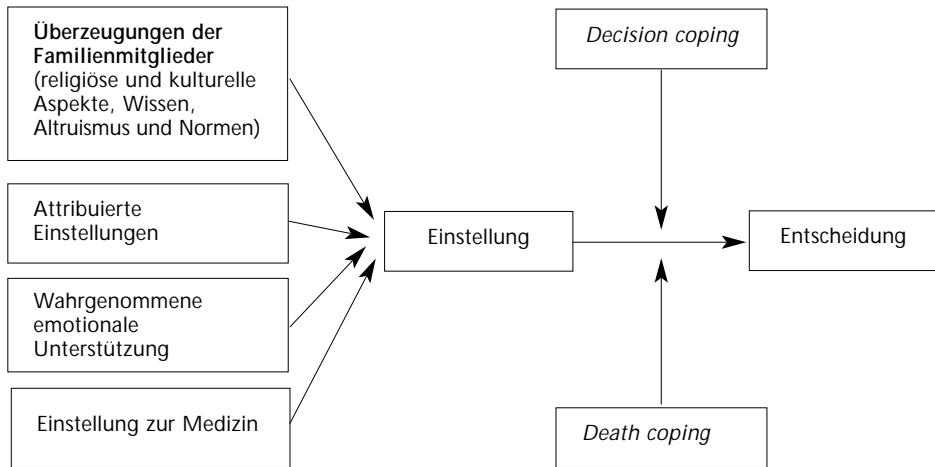 Überzeugungen der
Familienmitglieder
(religiöse und kulturelle
Aspekte, Wissen,
Altruismus und Normen)
Attribuierte
Einstellungen
Wahrgenommene
emotionale
Unterstützung
Einstellung zur Medizin
Einstellung
Decision coping
Death coping
Entscheidung